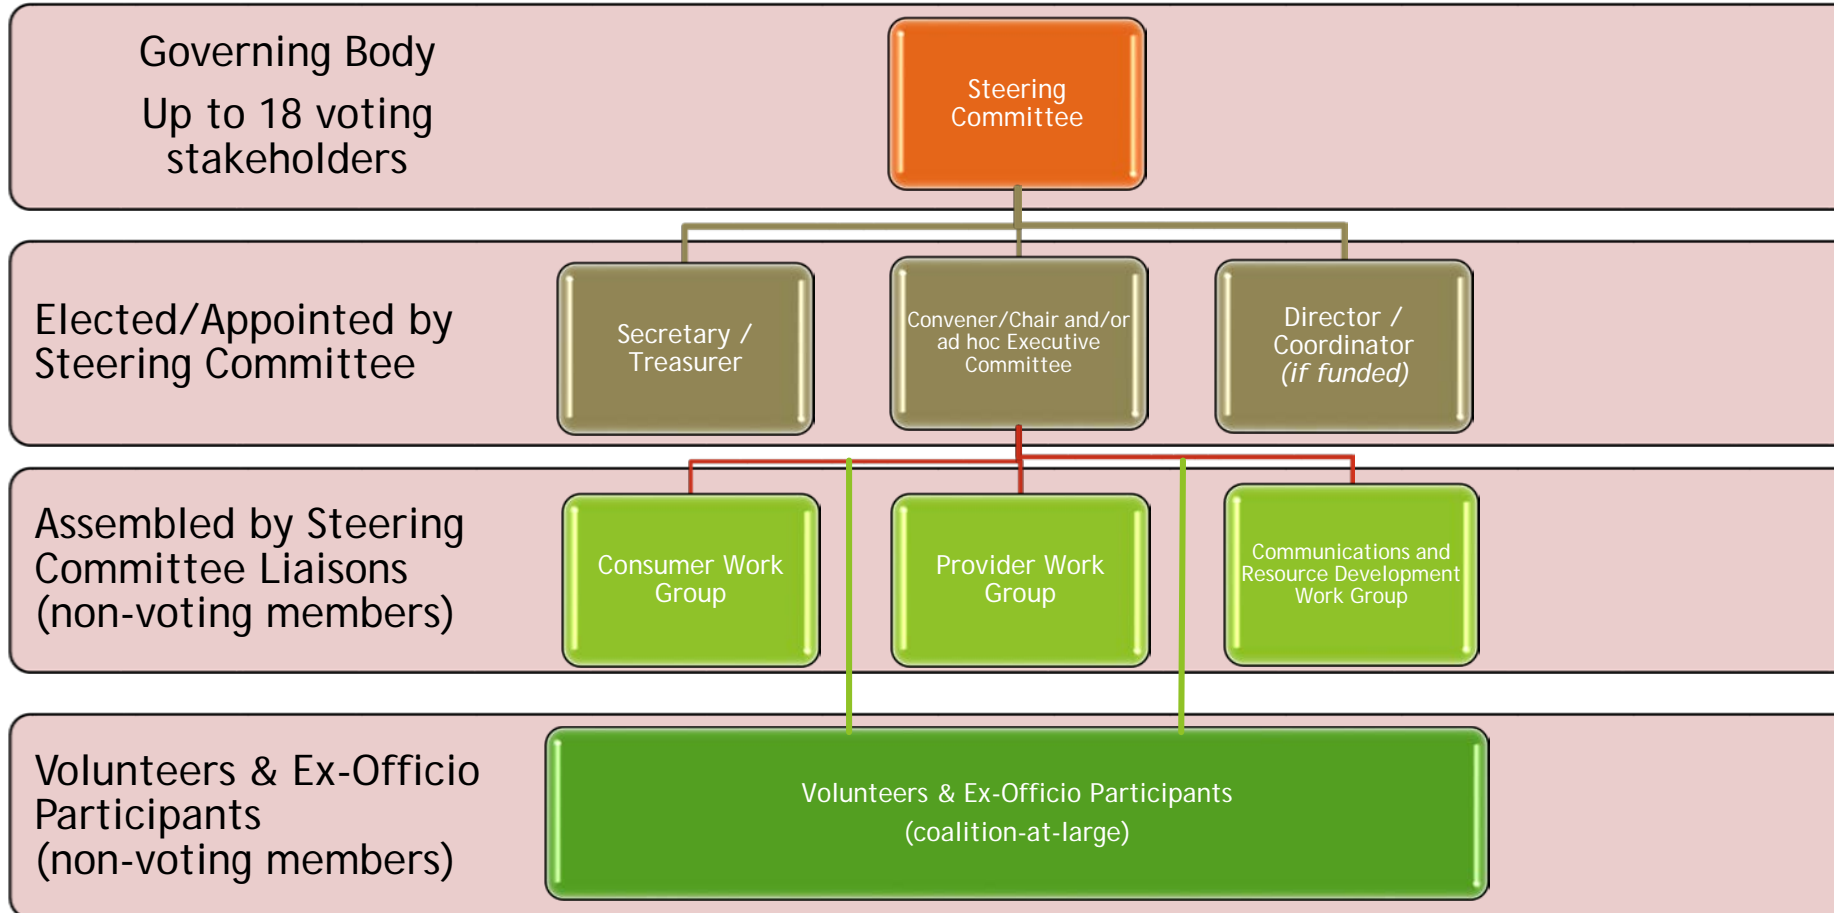 Governing Body
Up to 18 voting
stakeholders
Steering
Committee
Elected/Appointed by
Steering Committee
Secretary /
Treasurer
Convener/Chair and/or
ad hoc Executive
Committee
Director /
Coordinator
(if funded)
Assembled by Steering
Committee Liaisons
(non-voting members)
Consumer Work
Group
Provider Work
Group
Communications and
Resource Development
Work Group
Volunteers & Ex-Officio
Participants
(non-voting members)
Volunteers & Ex-Officio Participants
(coalition-at-large)